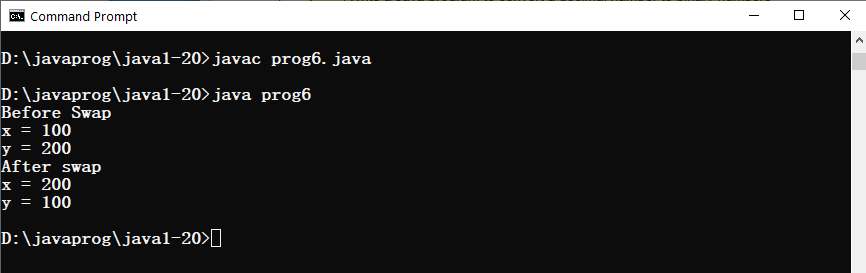 Command Prompt
D:\javaprog\java1-20>javac prog6.java
D:\javaprog\java1-20>java prog6
Before Swap
x = 100
y = 200
After swap
x = 200
y = 100
D:\javaprog\java1-20>